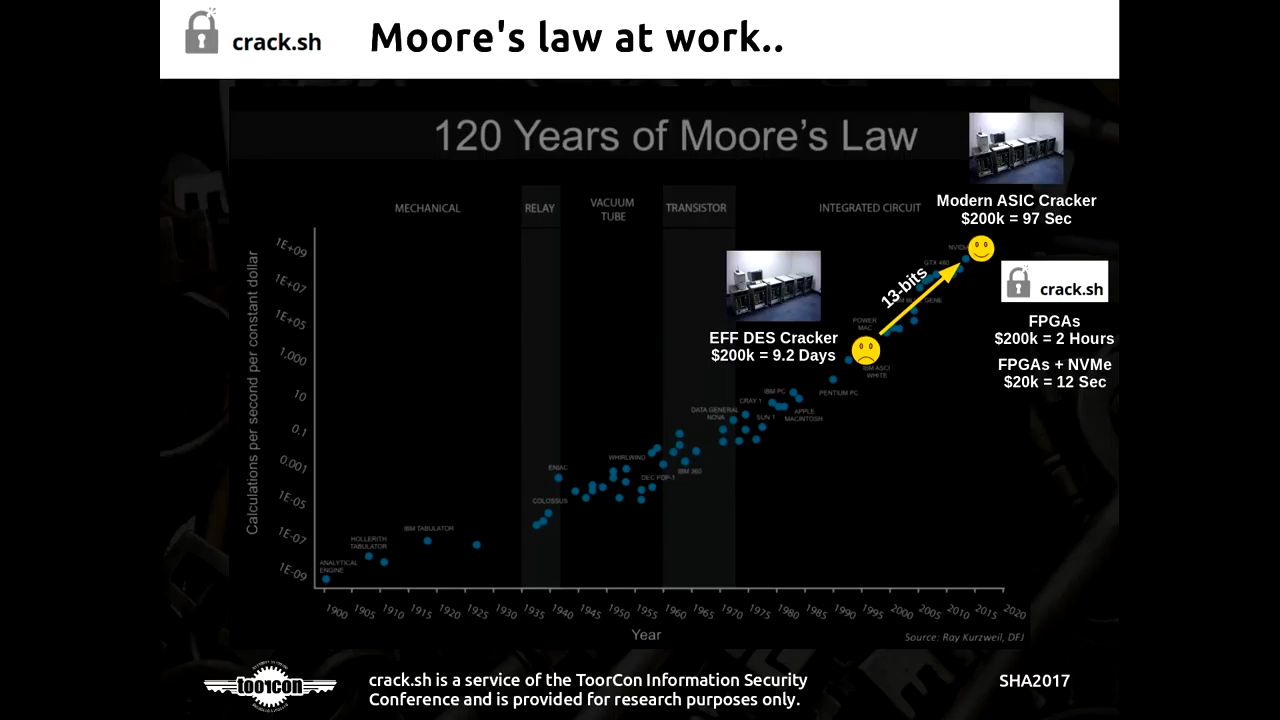 crack.sh
Moore's law at work..
120 Years of Moore's Law
MECHANICAL
RELAY
VACUUM
TUBE
TRANSISTOR
INTEGRATED CIRCUIT
Modern ASIC Cracker
$200k = 97 Sec
crack.sh
FPGAs
$200k = 2 Hours
FPGAs + NVMe
$20k = 12 Sec
13-bits
EFF DES Cracker
$200k = 9.2 Days
Calculations per second per constant dollar
1E+09
1E+07
1E+05
1,000
10
0.1
0.001
1E-05
1E-07
1E-09
GTX 480
POWER
MAC
IBM ASCI
WHITE
PENTIUM PC
IBM PC
CRAY 1
APPLE
MACINTOSH
DATA GENERAL
NOVA
SUN 1
WHIRLWIND
IBM 360
DEC PDP-1
ENIAC
COLOSSUS
IBM TABULATOR
HOLLERITH
TABULATOR
ANALYTICAL
ENGINE
1900 1905 1910 1915 1920 1925 1930 1935 1940 1945 1950 1955 1960 1965 1970 1975 1980 1985 1990 1995 2000 2005 2010 2015 2020
Year
Source: Ray Kurzweil, DFJ
toorcon
crack.sh is a service of the ToorCon Information Security
Conference and is provided for research purposes only.
SHA2017